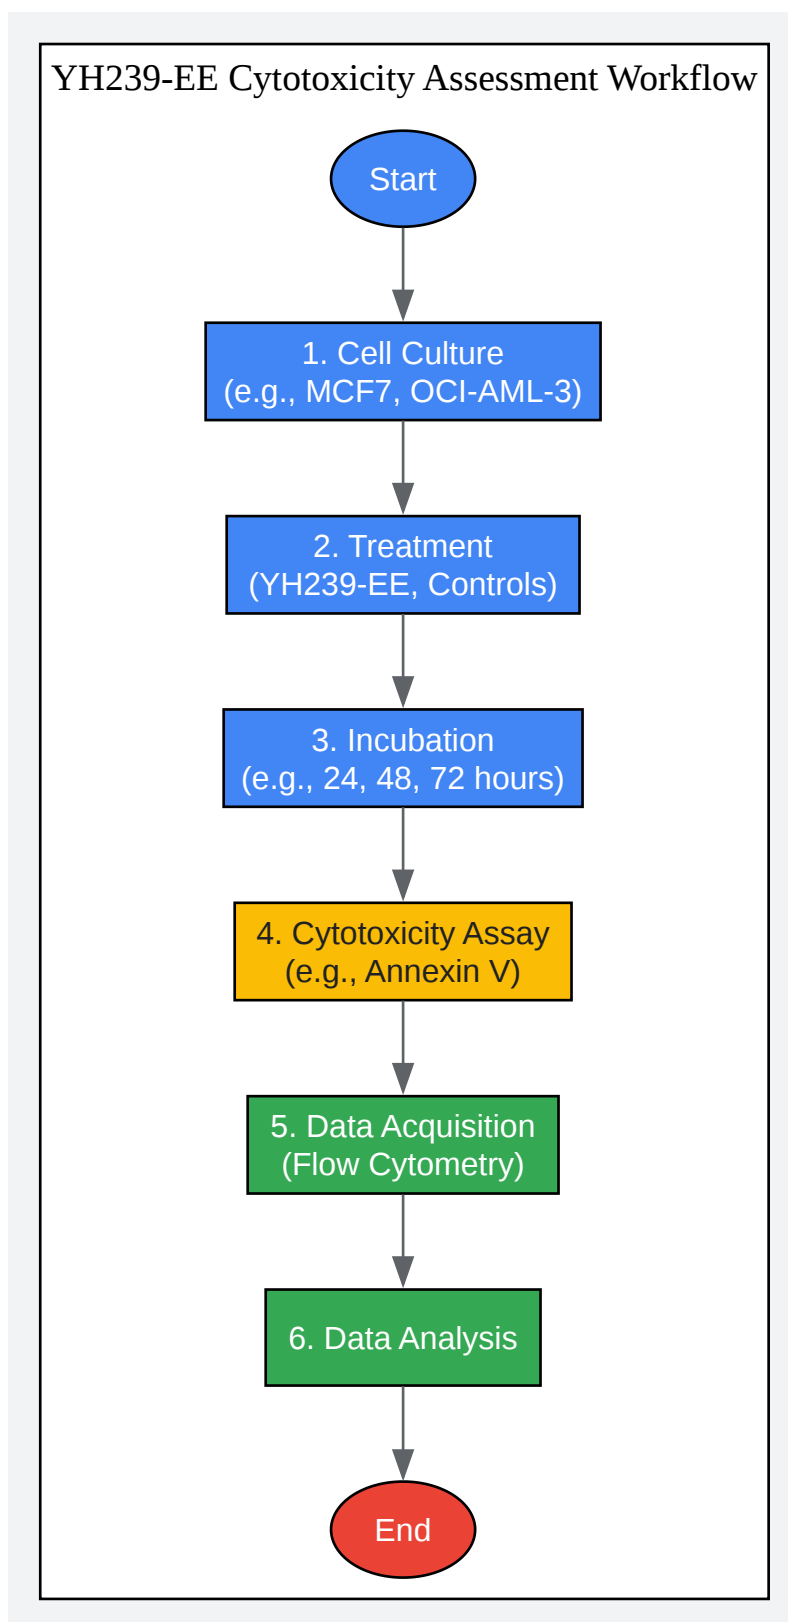 YH239-EE Cytotoxicity Assessment Workflow
Start
1. Cell Culture
(e.g., MCF7, OCI-AML-3)
2. Treatment
(YH239-EE, Controls)
3. Incubation
(e.g., 24, 48, 72 hours)
4. Cytotoxicity Assay
(e.g., Annexin V)
5. Data Acquisition
(Flow Cytometry)
6. Data Analysis
End